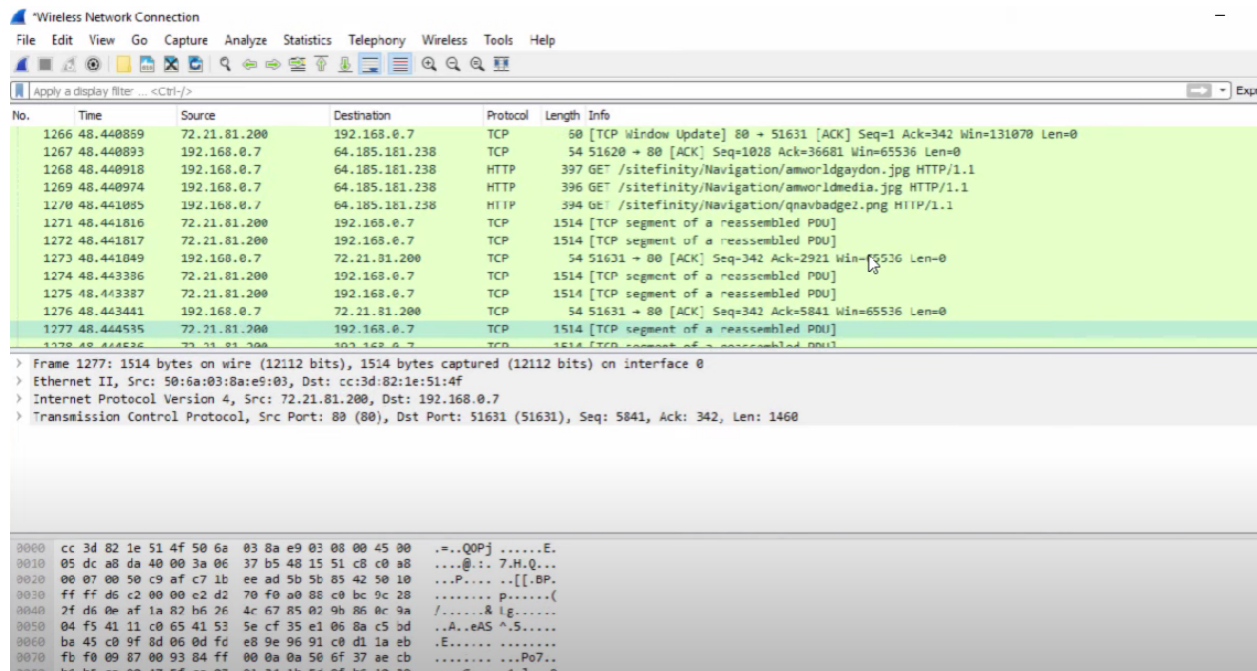 *Wireless Network Connection
File Edit View Go Capture Analyze Statistics Telephony Wireless Tools Help
Apply a display filter ... <Ctrl-/>
No. Time Source Destination Protocol Length Info
1266 48.440869 72.21.81.200 192.168.0.7 TCP 60 [TCP Window Update] 80 → 51631 [ACK] Seq=1 Ack=342 Win=131070 Len=0
1267 48.440893 192.168.0.7 64.185.181.238 TCP 54 51620 → 80 [ACK] Seq=1028 Ack=36681 Win=65536 Len=0
1268 48.440918 192.168.0.7 64.185.181.238 HTTP 397 GET /sitefinity/Navigation/amworldgaydon.jpg HTTP/1.1
1269 48.440974 192.168.0.7 64.185.181.238 HTTP 396 GET /sitefinity/Navigation/amworldmedia.jpg HTTP/1.1
1270 48.441085 192.168.0.7 64.185.181.238 HTTP 394 GET /sitefinity/Navigation/qnavbadge2.png HTTP/1.1
1271 48.441816 72.21.81.200 192.168.0.7 TCP 1514 [TCP segment of a reassembled PDU]
1272 48.441817 72.21.81.200 192.168.0.7 TCP 1514 [TCP segment of a reassembled PDU]
1273 48.441849 192.168.0.7 72.21.81.200 TCP 54 51631 → 80 [ACK] Seq=342 Ack=2921 Win=65536 Len=0
1274 48.443386 72.21.81.200 192.168.0.7 TCP 1514 [TCP segment of a reassembled PDU]
1275 48.443387 72.21.81.200 192.168.0.7 TCP 1514 [TCP segment of a reassembled PDU]
1276 48.443441 192.168.0.7 72.21.81.200 TCP 54 51631 → 80 [ACK] Seq=342 Ack=5841 Win=65536 Len=0
1277 48.444535 72.21.81.200 192.168.0.7 TCP 1514 [TCP segment of a reassembled PDU]
1278 48.444536 72.21.81.200 192.168.0.7 TCP 1514 [TCP segment of a reassembled PDU]
Frame 1277: 1514 bytes on wire (12112 bits), 1514 bytes captured (12112 bits) on interface 0
Ethernet II, Src: 50:6a:03:8a:e9:03, Dst: cc:3d:82:1e:51:4f
Internet Protocol Version 4, Src: 72.21.81.200, Dst: 192.168.0.7
Transmission Control Protocol, Src Port: 80 (80), Dst Port: 51631 (51631), Seq: 5841, Ack: 342, Len: 1460
0000 cc 3d 82 1e 51 4f 50 6a 03 8a e9 03 08 00 45 00 .=..QOPj ......E.
0010 05 dc a8 da 40 00 3a 06 37 b5 48 15 51 c8 c0 a8 ....@.:. 7.H.Q...
0020 00 07 00 50 c9 af c7 1b ee ad 5b 5b 85 42 50 10 ...P.... ..[[.BP.
0030 ff ff d6 c2 00 00 e2 d2 70 f0 a0 88 c0 bc 9c 28 ........ p......(
0040 2f d6 0e af 1a 82 b6 26 4c 67 85 02 9b 86 0c 9a /......& Lg......
0050 04 f5 41 11 c0 65 41 53 5e cf 35 e1 06 8a c5 bd ..A..eAS ^.5.....
0060 ba 45 c0 9f 8d 06 0d fd e8 9e 96 91 c0 d1 1a eb .E...... ........
0070 fb f0 09 87 00 93 84 ff 00 0a 0a 50 6f 37 ae cb ........ ...Po7..